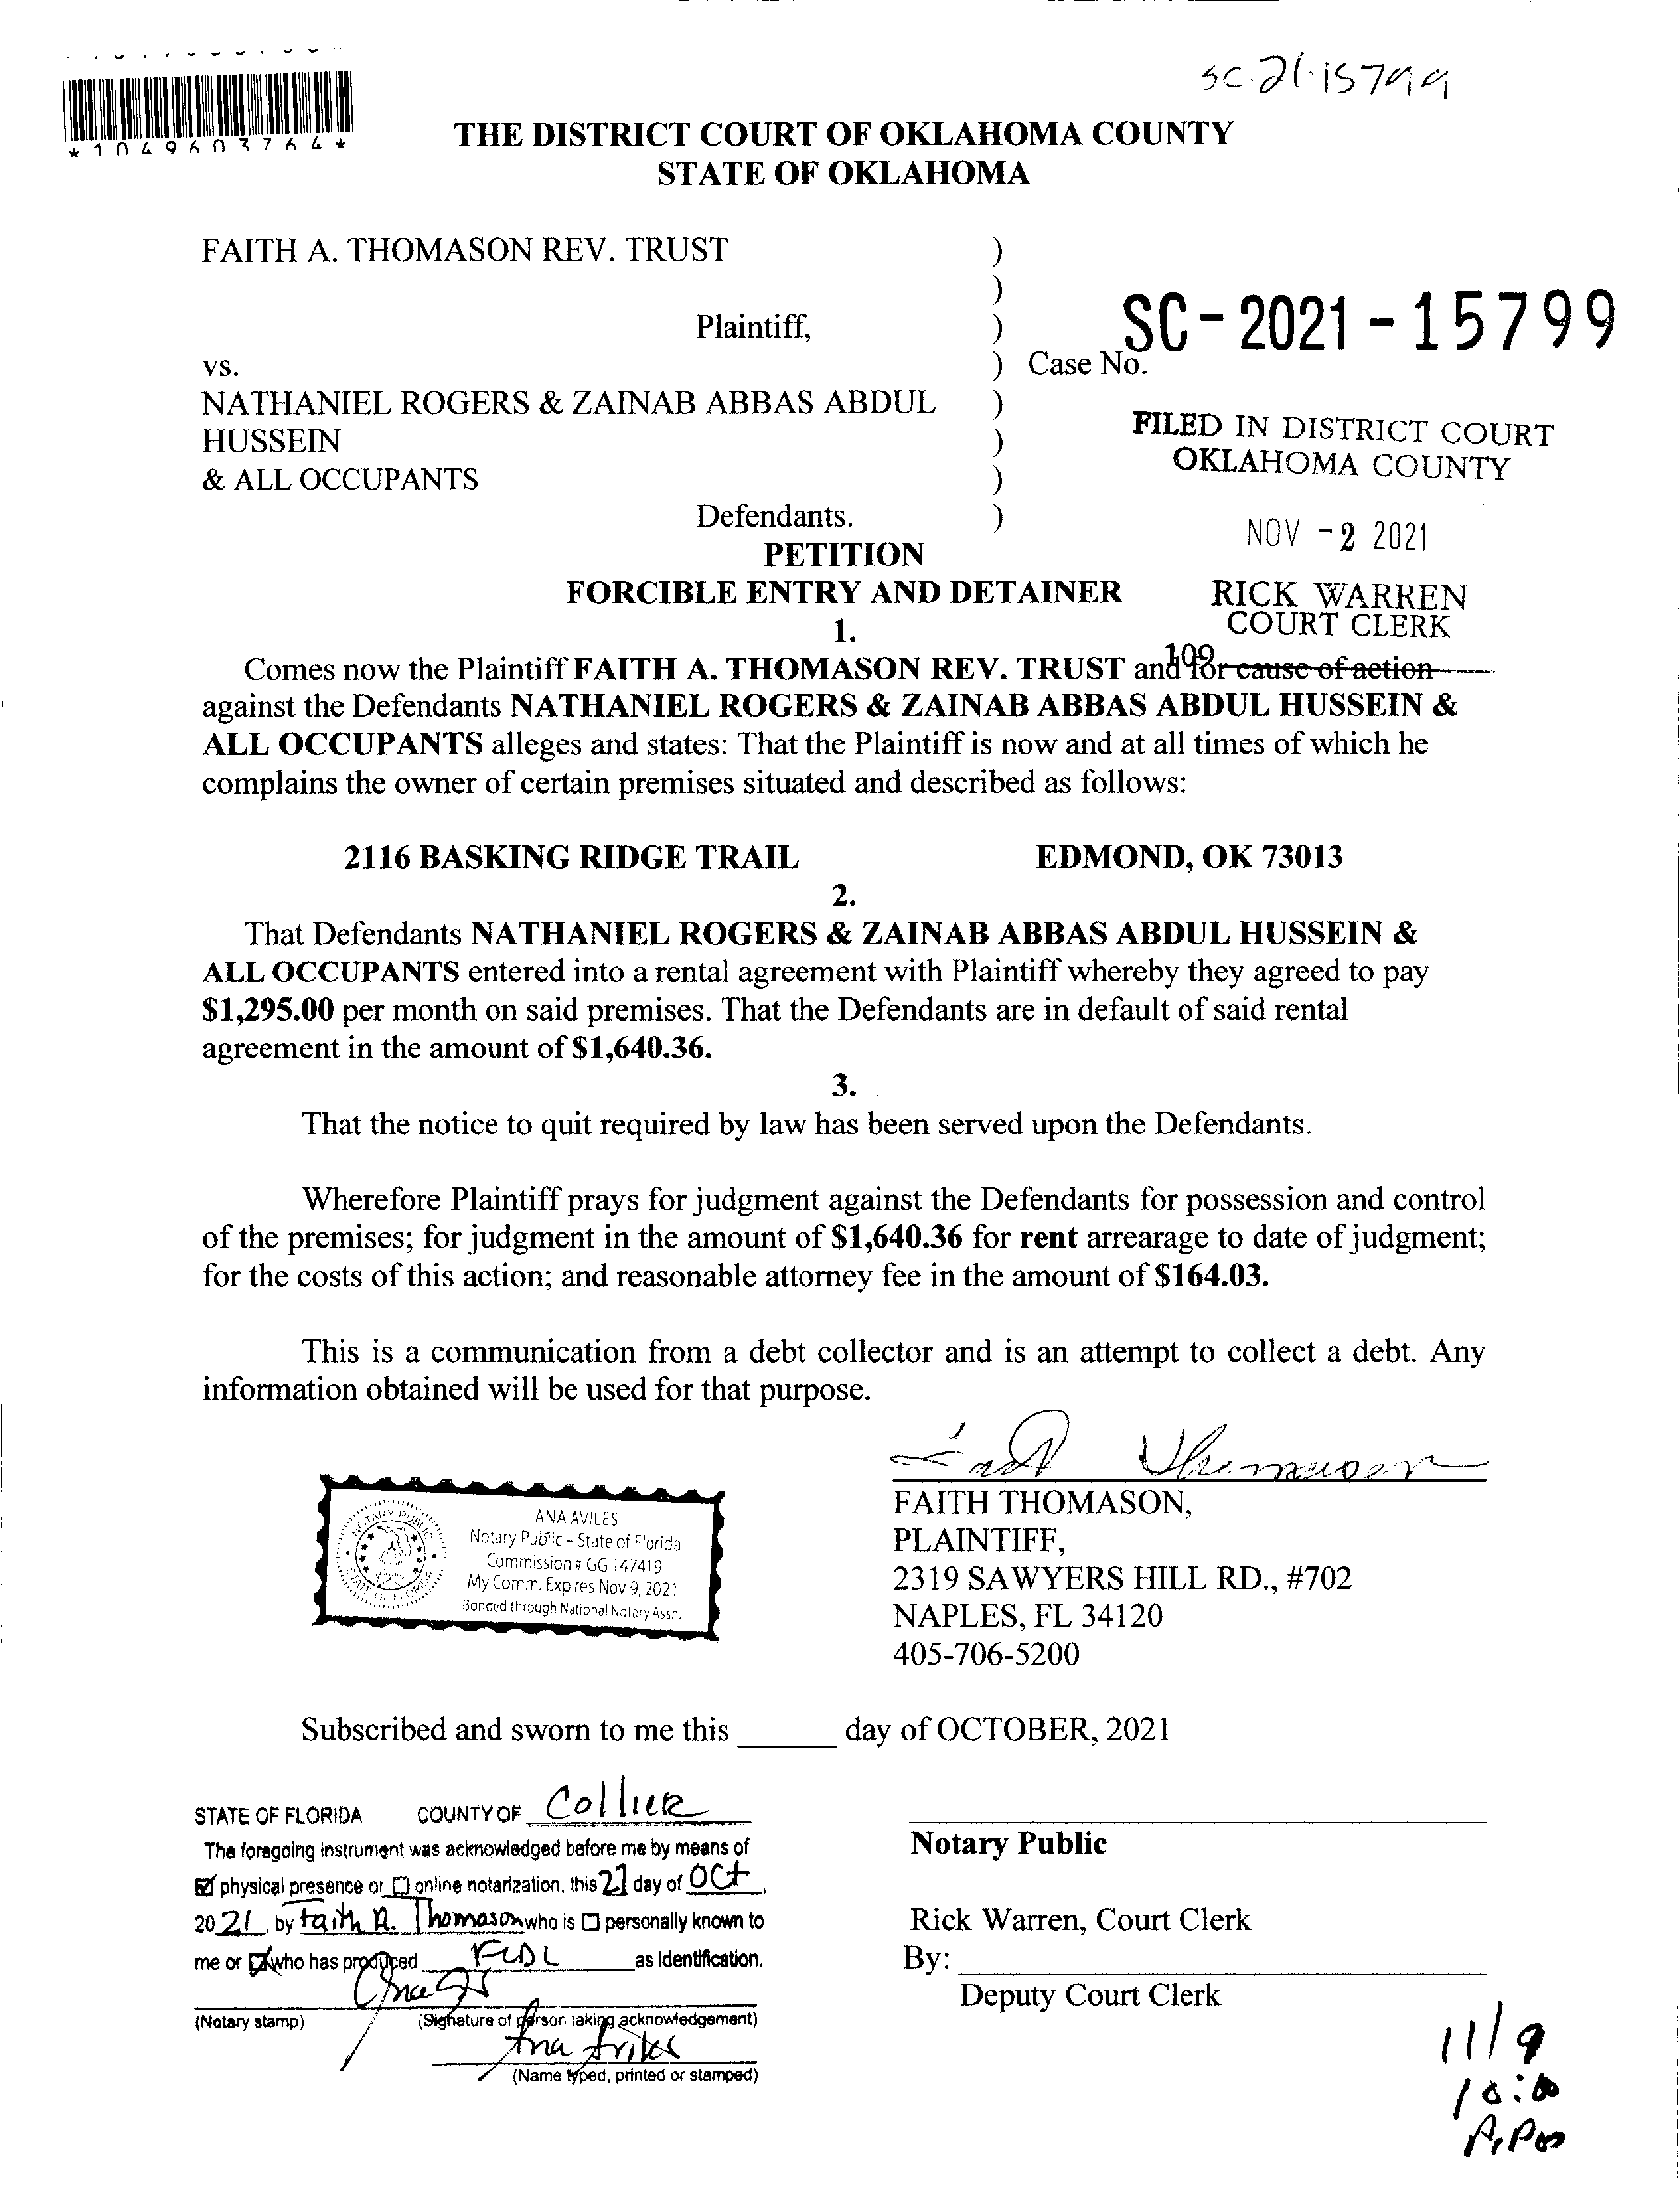 SC-21-15799
*1049603764*
THE DISTRICT COURT OF OKLAHOMA COUNTY
STATE OF OKLAHOMA
FAITH A. THOMASON REV. TRUST )
)
Plaintiff, )
SC-2021-15799
vs. ) Case No.
NATHANIEL ROGERS & ZAINAB ABBAS ABDUL )
HUSSEIN )
& ALL OCCUPANTS )
Defendants. )
FILED IN DISTRICT COURT
OKLAHOMA COUNTY
NOV -2 2021
RICK WARREN
COURT CLERK
109
PETITION
FORCIBLE ENTRY AND DETAINER
1.
Comes now the Plaintiff FAITH A. THOMASON REV. TRUST and for cause of action
against the Defendants NATHANIEL ROGERS & ZAINAB ABBAS ABDUL HUSSEIN &
ALL OCCUPANTS alleges and states: That the Plaintiff is now and at all times of which he
complains the owner of certain premises situated and described as follows:
2116 BASKING RIDGE TRAIL EDMOND, OK 73013
2.
That Defendants NATHANIEL ROGERS & ZAINAB ABBAS ABDUL HUSSEIN &
ALL OCCUPANTS entered into a rental agreement with Plaintiff whereby they agreed to pay
$1,295.00 per month on said premises. That the Defendants are in default of said rental
agreement in the amount of $1,640.36.
3.
That the notice to quit required by law has been served upon the Defendants.
Wherefore Plaintiff prays for judgment against the Defendants for possession and control
of the premises; for judgment in the amount of $1,640.36 for rent arrearage to date of judgment;
for the costs of this action; and reasonable attorney fee in the amount of $164.03.
This is a communication from a debt collector and is an attempt to collect a debt. Any
information obtained will be used for that purpose.
Faith Thomason
FAITH THOMASON,
PLAINTIFF,
2319 SAWYERS HILL RD., #702
NAPLES, FL 34120
405-706-5200
ANA AVILES
Notary Public - State of Florida
Commission # GG 147419
My Comm. Expires Nov 9, 2021
Bonded through National Notary Assn.
Subscribed and sworn to me this ______ day of OCTOBER, 2021
STATE OF FLORIDA COUNTY OF Collier
The foregoing instrument was acknowledged before me by means of
☑ physical presence or ☐ online notarization, this 27 day of Oct,
2021, by Faith A. Thomason who is ☐ personally known to
me or ☑ who has produced FLDL as identification.
(Notary stamp) (Signature of person taking acknowledgement)
Ana Aviles
(Name typed, printed or stamped)
Notary Public
Rick Warren, Court Clerk
By:
Deputy Court Clerk
11/9
10:00